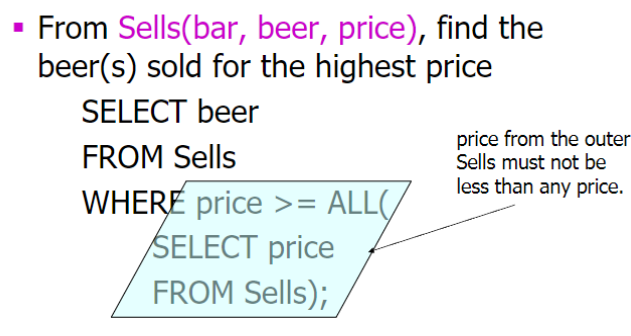 ▪ From Sells(bar, beer, price), find the
beer(s) sold for the highest price
SELECT beer
FROM Sells
WHERE price >= ALL(
SELECT price
FROM Sells);
price from the outer
Sells must not be
less than any price.